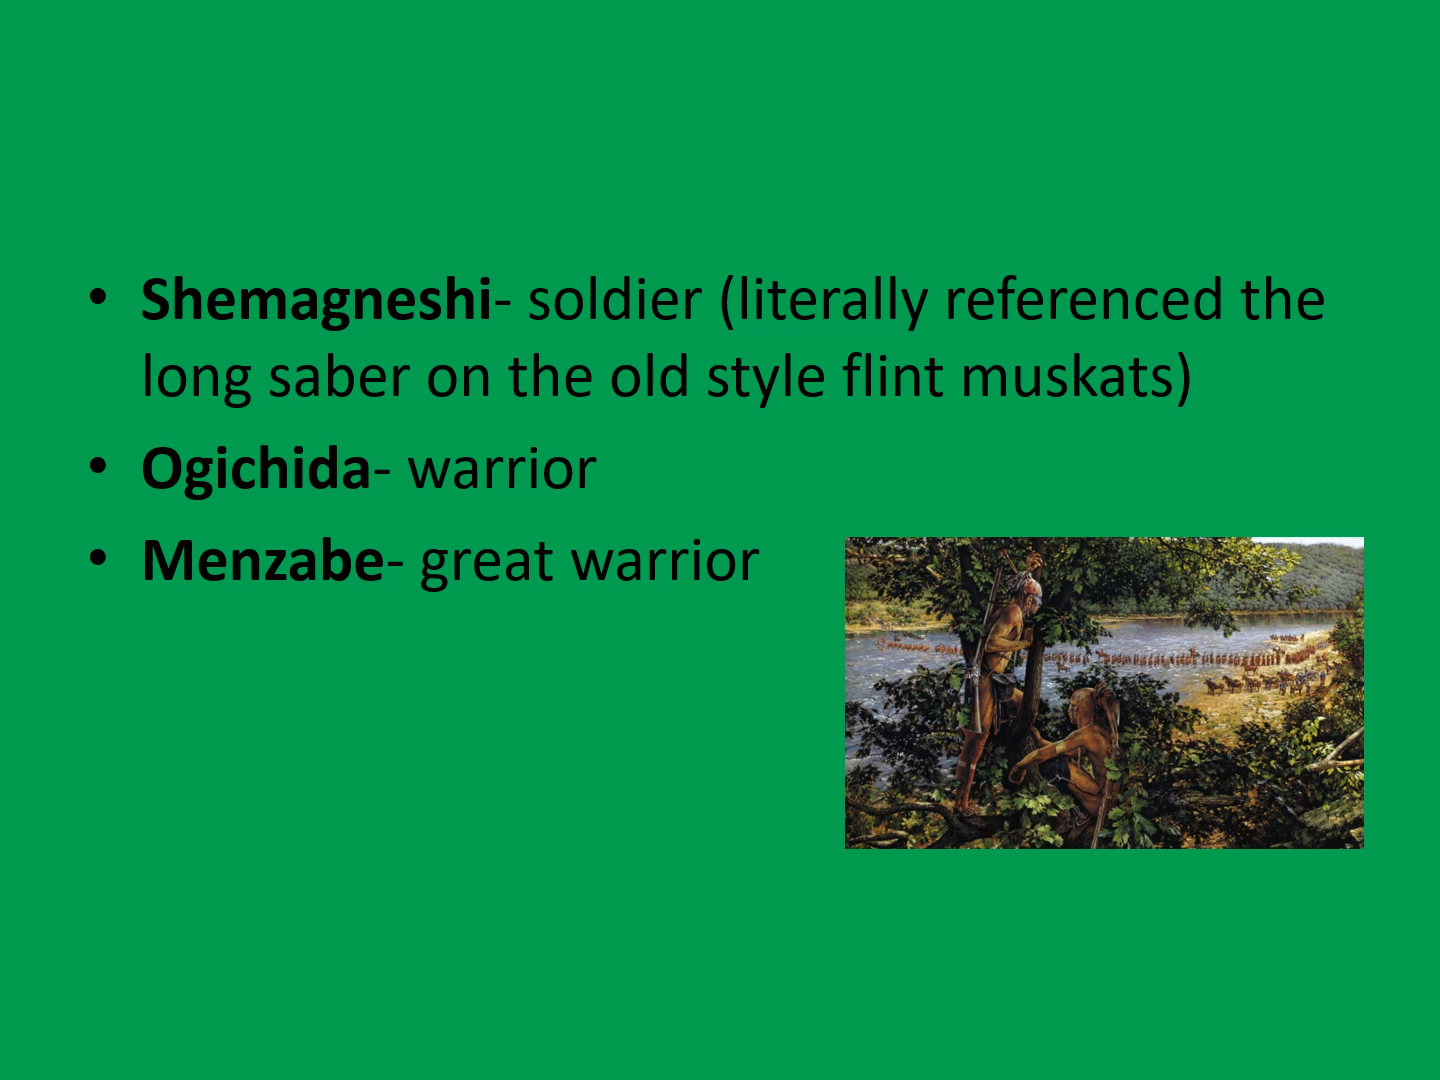 • Shemagneshi- soldier (literally referenced the
long saber on the old style flint muskats)
• Ogichida- warrior
• Menzabe- great warrior